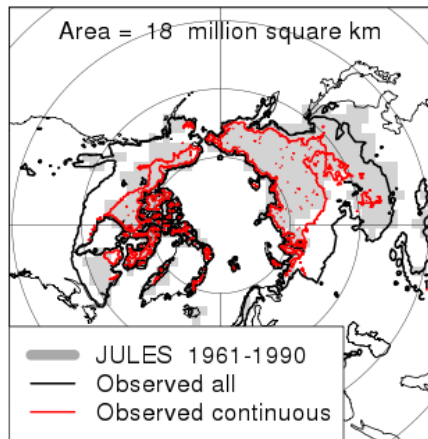 Area = 18 million square km
JULES 1961-1990
Observed all
Observed continuous